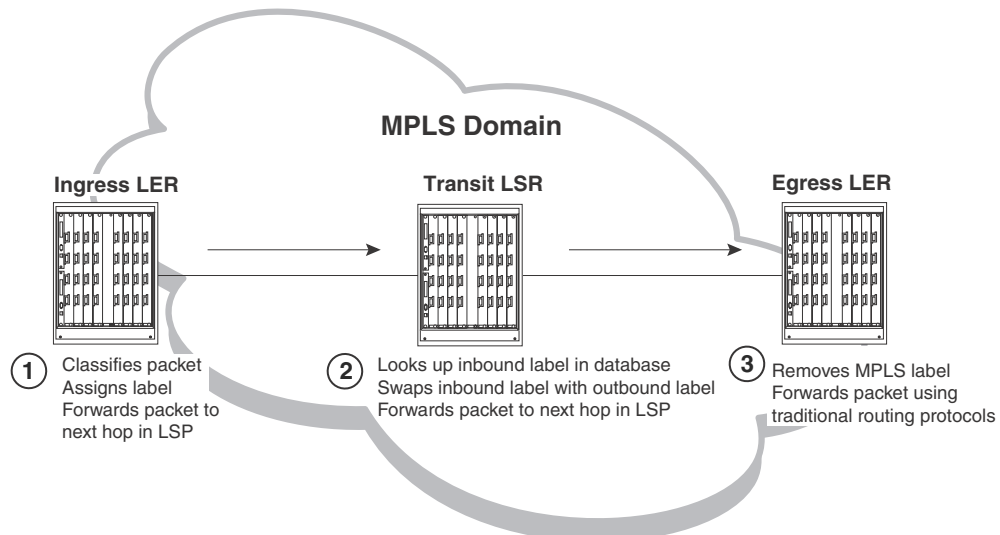 MPLS Domain
Ingress LER
Transit LSR
Egress LER
1
Classifies packet
Assigns label
Forwards packet to
next hop in LSP
2
Looks up inbound label in database
Swaps inbound label with outbound label
Forwards packet to next hop in LSP
3
Removes MPLS label
Forwards packet using
traditional routing protocols